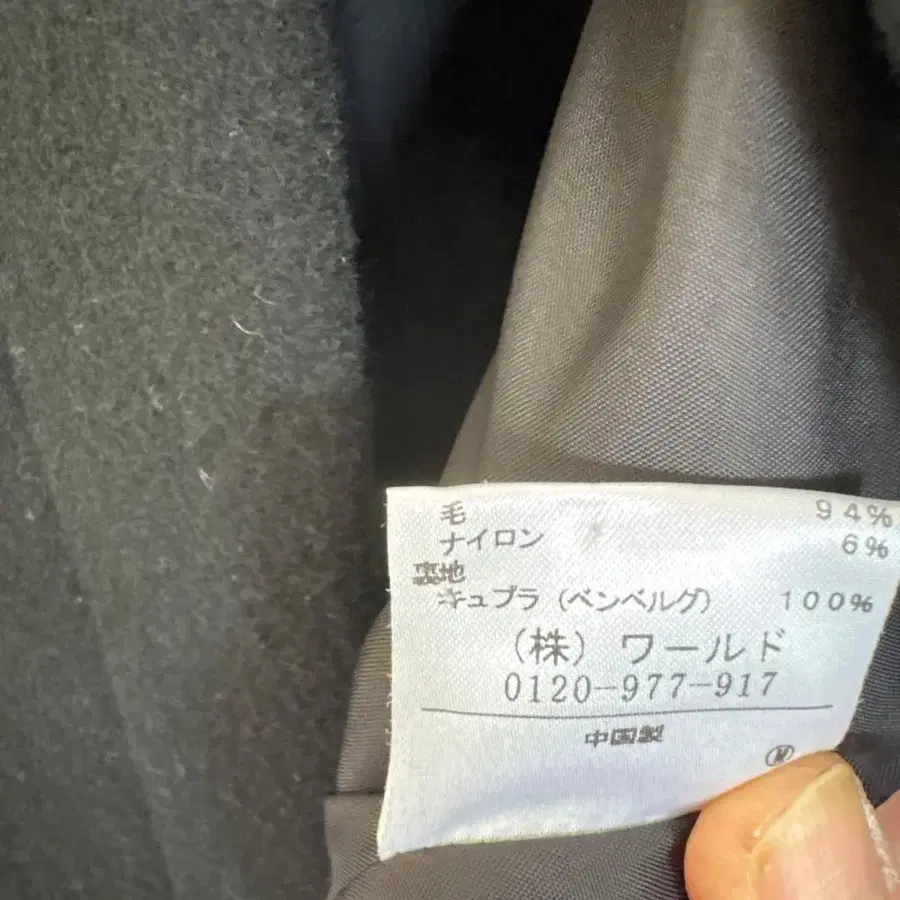 毛 94%
ナイロン 6%
裏地
キュプラ (ベンベルグ) 100%
(株) ワールド
0120-977-917
中国製
M